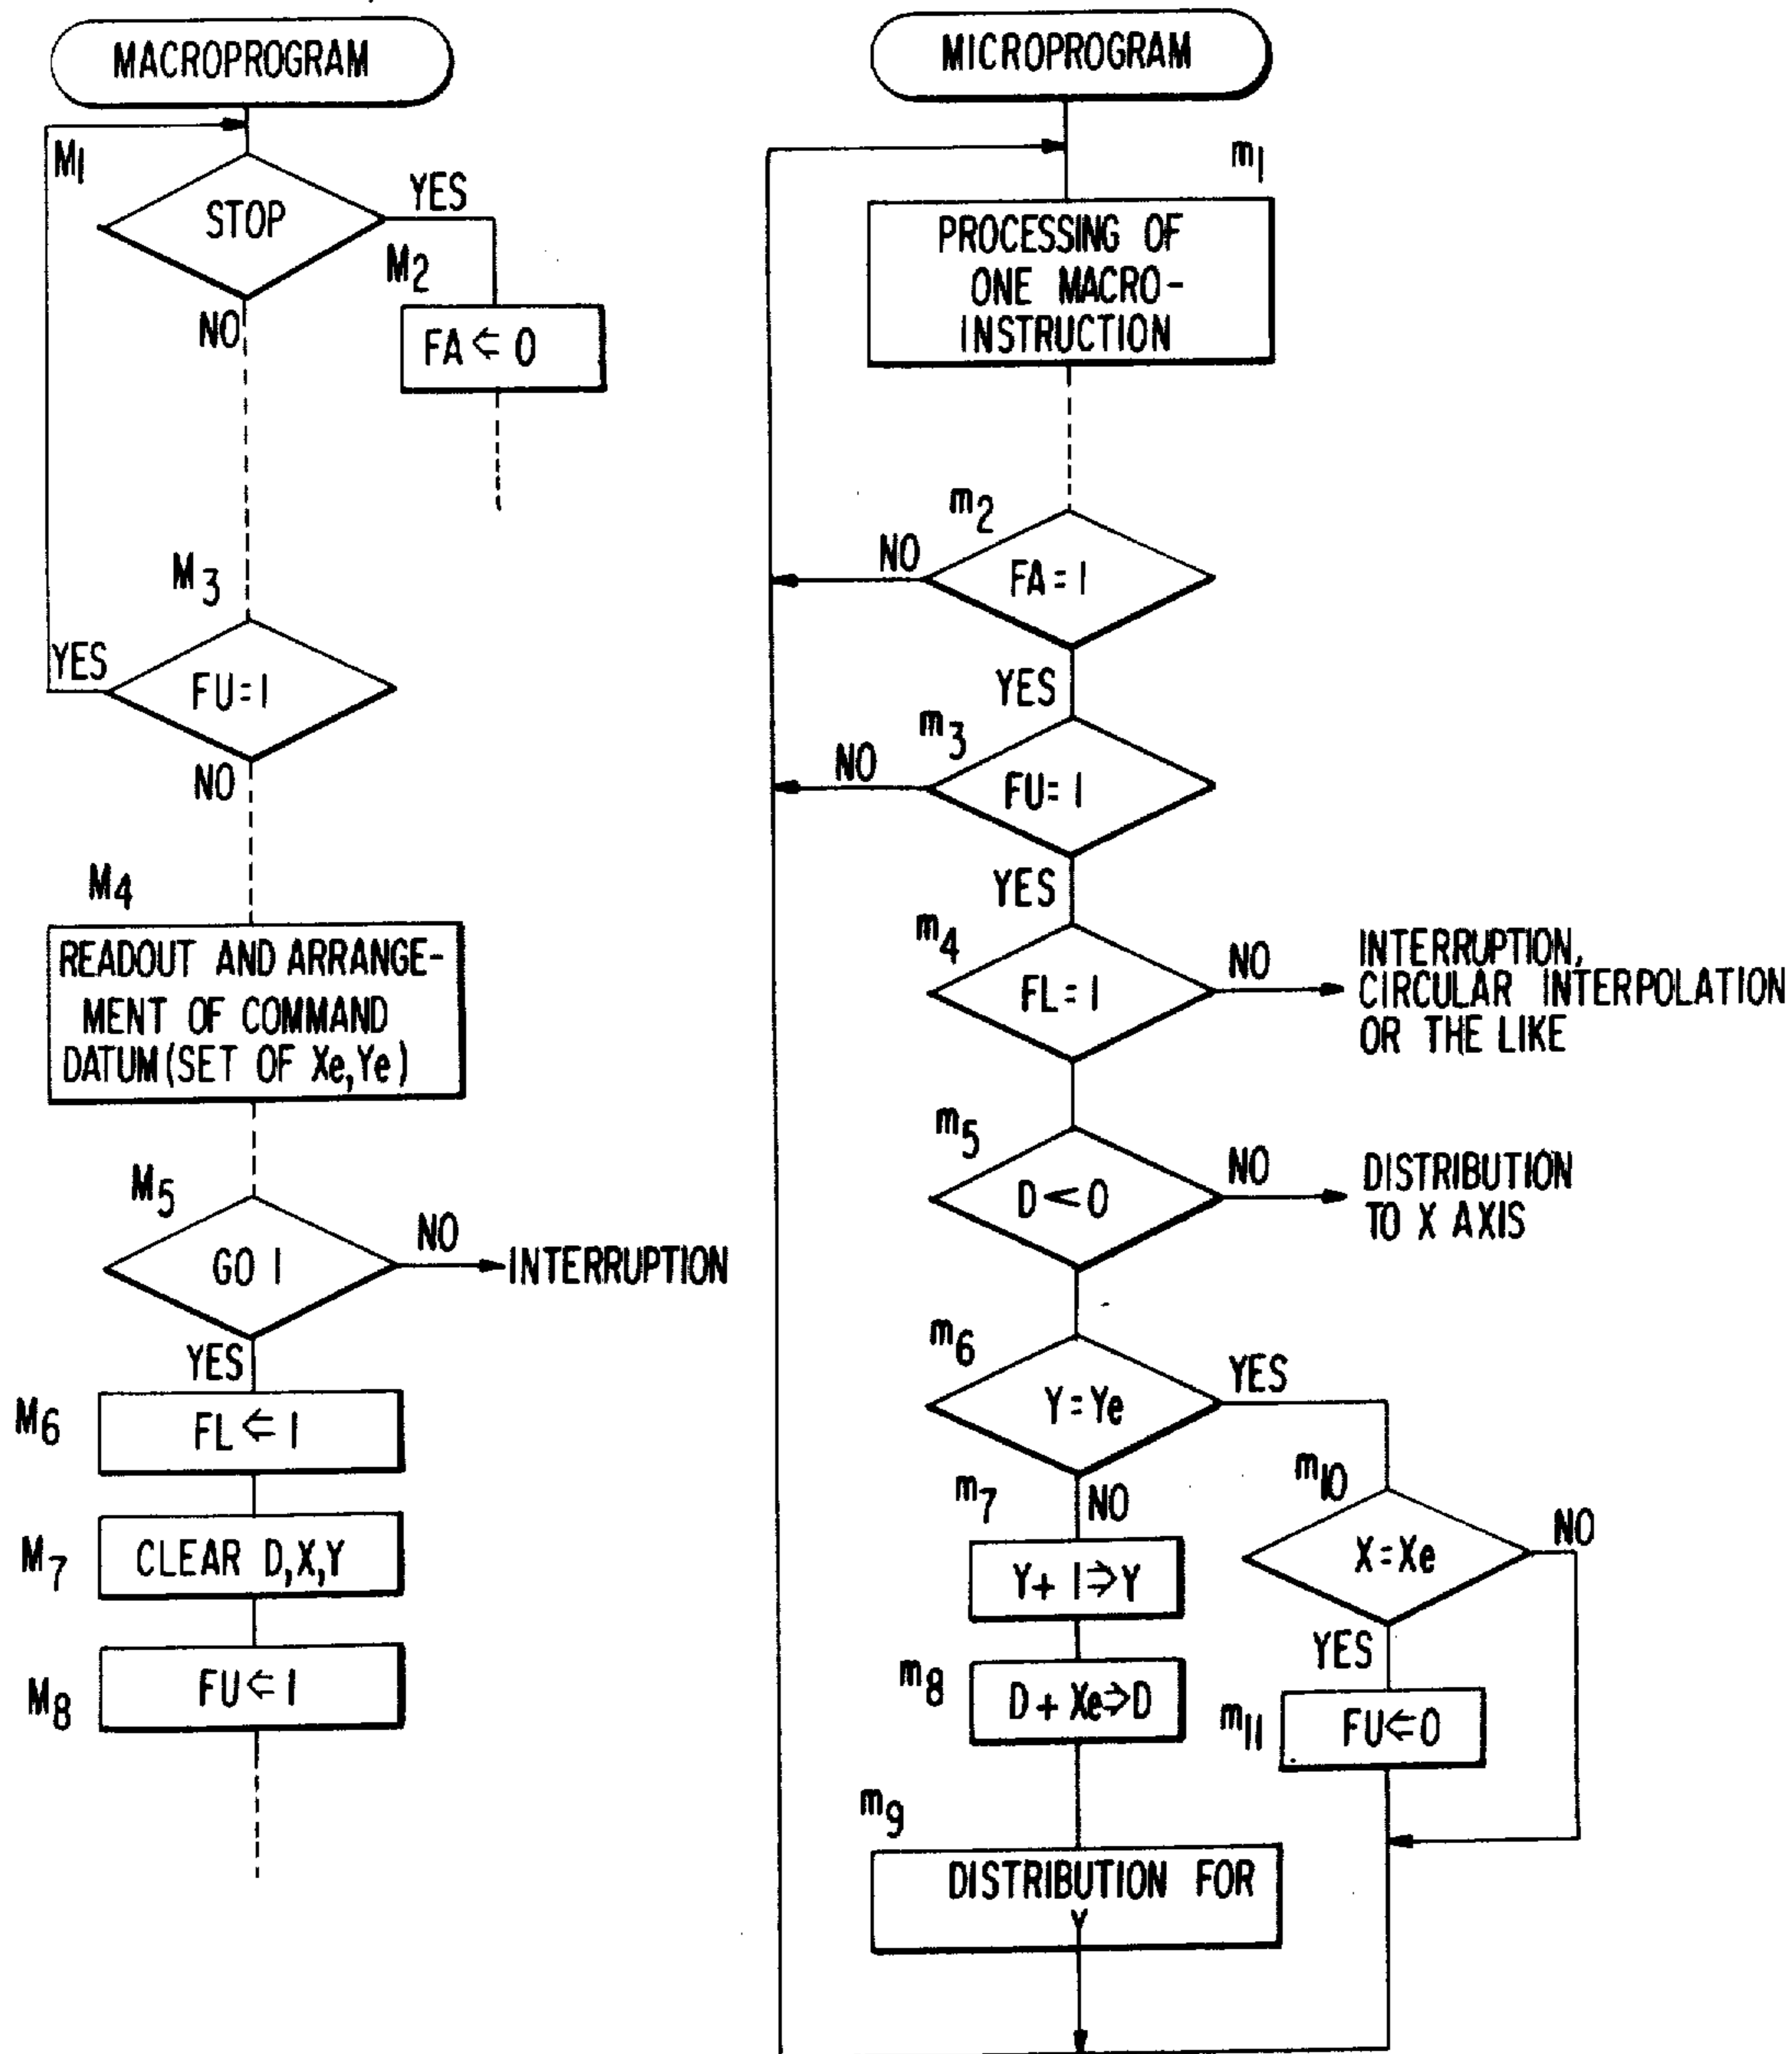 MACROPROGRAM
M1
STOP
YES
NO
M2
FA ⇐ 0
M3
YES
FU=1
NO
M4
READOUT AND ARRANGE-
MENT OF COMMAND
DATUM(SET OF Xe,Ye)
M5
GO 1
NO
INTERRUPTION
YES
M6
FL ⇐ 1
M7
CLEAR D,X,Y
M8
FU ⇐ 1
MICROPROGRAM
m1
PROCESSING OF
ONE MACRO-
INSTRUCTION
m2
NO
FA=1
YES
m3
NO
FU=1
YES
m4
FL=1
NO
INTERRUPTION,
CIRCULAR INTERPOLATION
OR THE LIKE
m5
D<0
NO
DISTRIBUTION
TO X AXIS
m6
Y=Ye
YES
m7
NO
Y+1⇒Y
m8
D+Xe⇒D
m9
DISTRIBUTION FOR
Y
m10
X=Xe
NO
YES
m11
FU⇐0